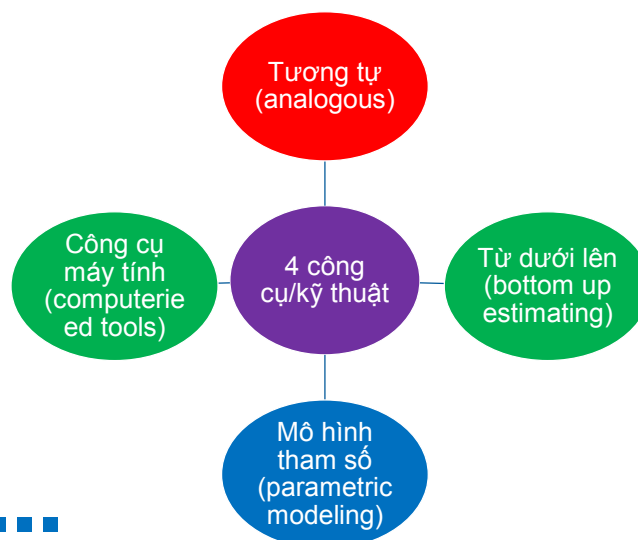 Tương tự
(analogous)
Công cụ
máy tính
(computerie
ed tools)
4 công
cụ/kỹ thuật
Từ dưới lên
(bottom up
estimating)
Mô hình
tham số
(parametric
modeling)